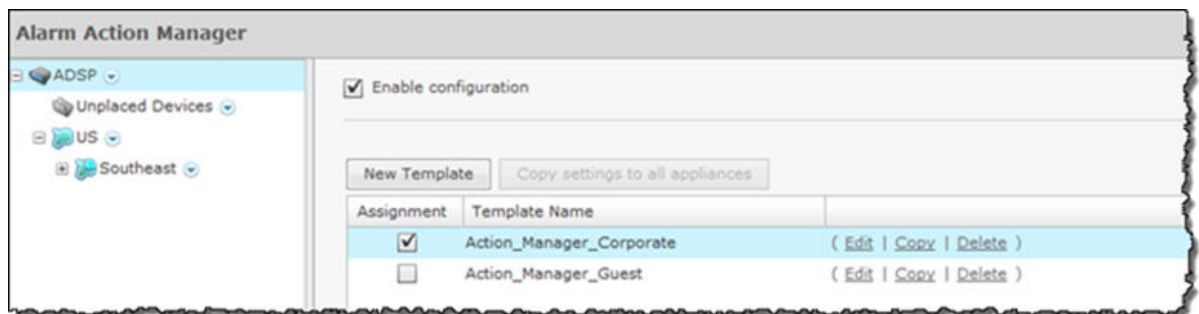 Alarm Action Manager
ADSP
Unplaced Devices
US
Southeast
Enable configuration
New Template
Copy settings to all appliances
Assignment Template Name
Action_Manager_Corporate ( Edit | Copy | Delete )
Action_Manager_Guest ( Edit | Copy | Delete )